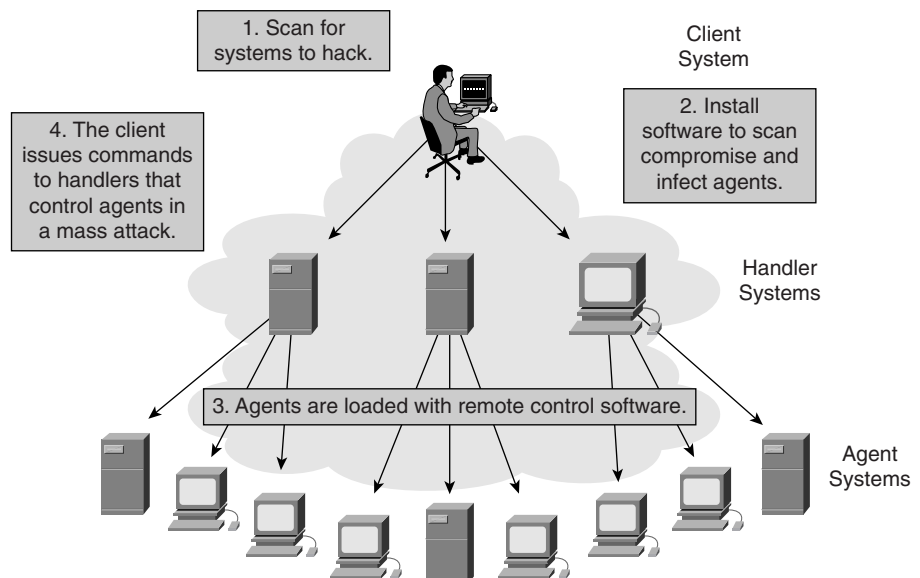 1. Scan for
systems to hack.
Client
System
4. The client
issues commands
to handlers that
control agents in
a mass attack.
2. Install
software to scan
compromise and
infect agents.
Handler
Systems
3. Agents are loaded with remote control software.
Agent
Systems